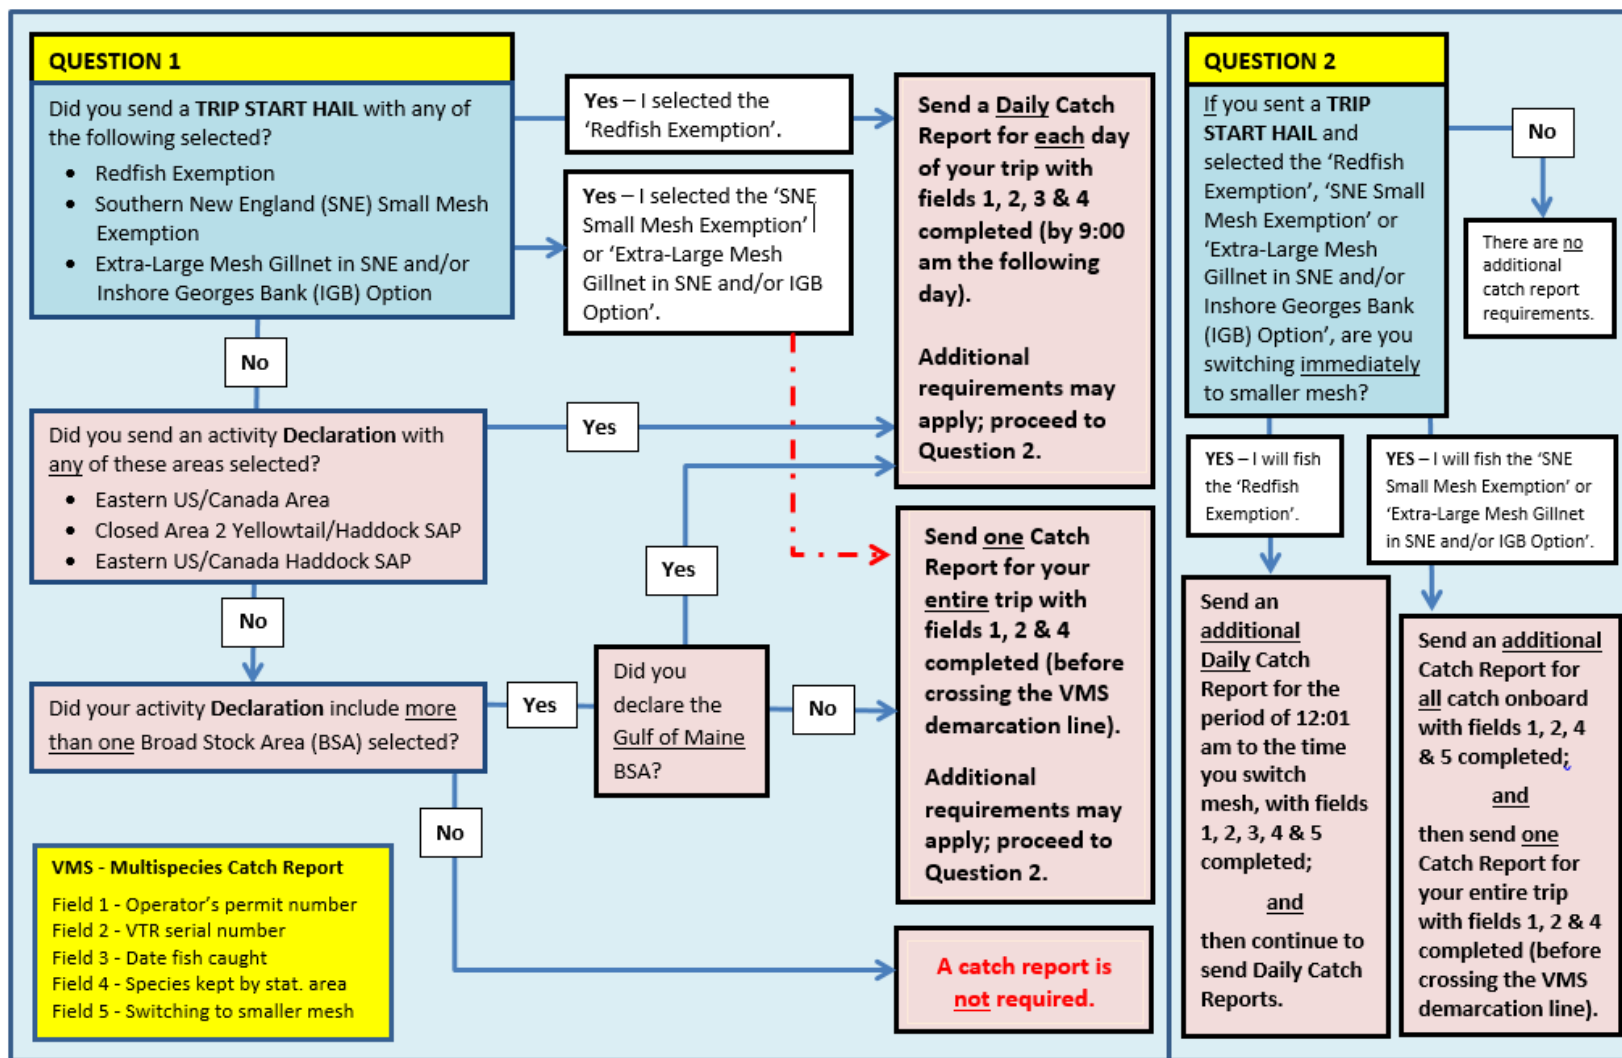 QUESTION 1
Did you send a TRIP START HAIL with any of
the following selected?
• Redfish Exemption
• Southern New England (SNE) Small Mesh
Exemption
• Extra-Large Mesh Gillnet in SNE and/or
Inshore Georges Bank (IGB) Option
Yes – I selected the
'Redfish Exemption'.
Yes – I selected the 'SNE
Small Mesh Exemption'
or 'Extra-Large Mesh
Gillnet in SNE and/or IGB
Option'.
No
Did you send an activity Declaration with
any of these areas selected?
• Eastern US/Canada Area
• Closed Area 2 Yellowtail/Haddock SAP
• Eastern US/Canada Haddock SAP
Yes
No
Did your activity Declaration include more
than one Broad Stock Area (BSA) selected?
Yes
Did you
declare the
Gulf of Maine
BSA?
Yes
No
No
Send a Daily Catch
Report for each day
of your trip with
fields 1, 2, 3 & 4
completed (by 9:00
am the following
day).
Additional
requirements may
apply; proceed to
Question 2.
Send one Catch
Report for your
entire trip with
fields 1, 2 & 4
completed (before
crossing the VMS
demarcation line).
Additional
requirements may
apply; proceed to
Question 2.
A catch report is
not required.
VMS - Multispecies Catch Report
Field 1 - Operator's permit number
Field 2 - VTR serial number
Field 3 - Date fish caught
Field 4 - Species kept by stat. area
Field 5 - Switching to smaller mesh
QUESTION 2
If you sent a TRIP
START HAIL and
selected the 'Redfish
Exemption', 'SNE Small
Mesh Exemption' or
'Extra-Large Mesh
Gillnet in SNE and/or
Inshore Georges Bank
(IGB) Option', are you
switching immediately
to smaller mesh?
No
There are no
additional
catch report
requirements.
YES – I will fish
the 'Redfish
Exemption'.
YES – I will fish the 'SNE
Small Mesh Exemption' or
'Extra-Large Mesh Gillnet
in SNE and/or IGB Option'.
Send an
additional
Daily Catch
Report for the
period of 12:01
am to the time
you switch
mesh, with fields
1, 2, 3, 4 & 5
completed;
and
then continue to
send Daily Catch
Reports.
Send an additional
Catch Report for
all catch onboard
with fields 1, 2, 4
& 5 completed;
and
then send one
Catch Report for
your entire trip
with fields 1, 2 & 4
completed (before
crossing the VMS
demarcation line).